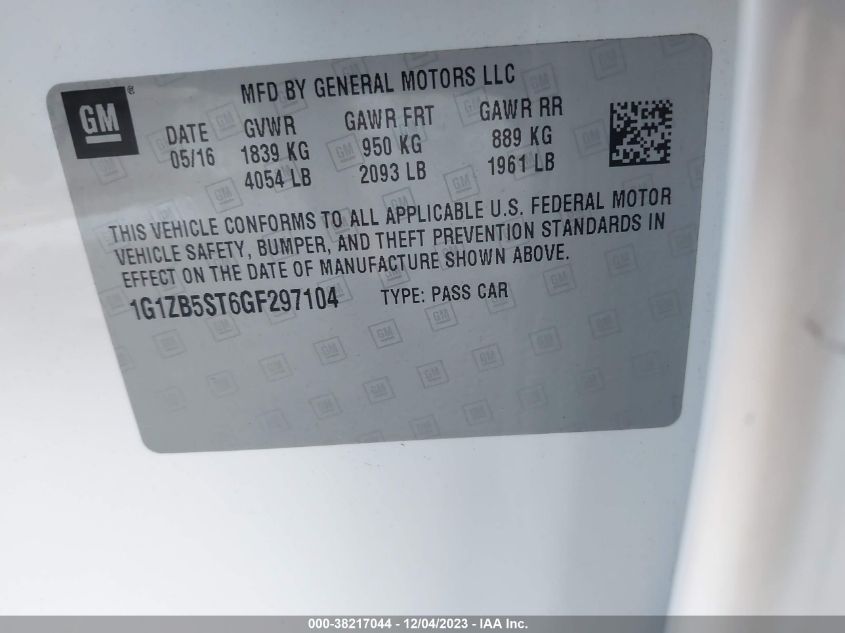 GM®
MFD BY GENERAL MOTORS LLC
DATE GVWR GAWR FRT GAWR RR
05/16 1839 KG 950 KG 889 KG
4054 LB 2093 LB 1961 LB
THIS VEHICLE CONFORMS TO ALL APPLICABLE U.S. FEDERAL MOTOR
VEHICLE SAFETY, BUMPER, AND THEFT PREVENTION STANDARDS IN
EFFECT ON THE DATE OF MANUFACTURE SHOWN ABOVE.
1G1ZB5ST6GF297104 TYPE: PASS CAR
000-38217044 - 12/04/2023 - IAA Inc.